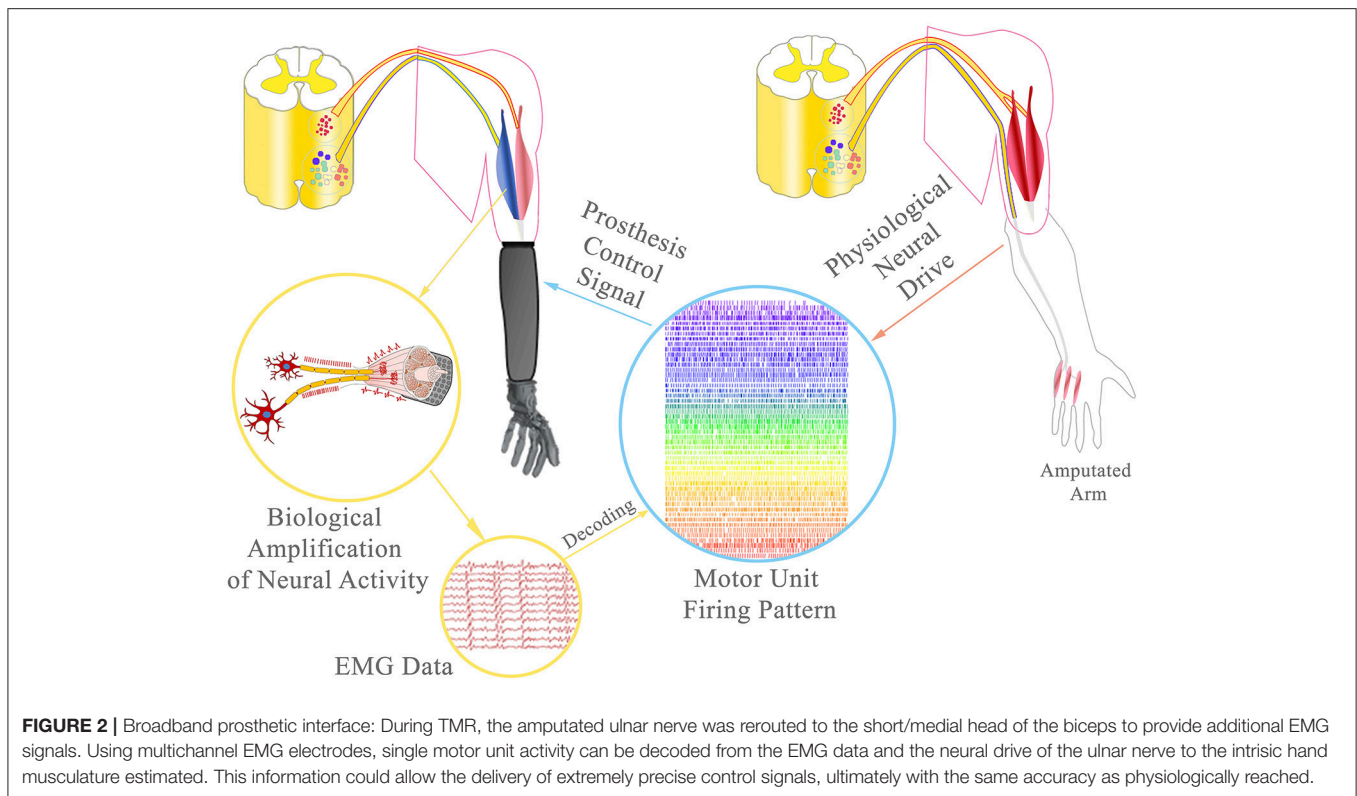 Prosthesis
Control
Signal
Physiological
Neural
Drive
Amputated
Arm
Biological
Amplification
of Neural Activity
Decoding
Motor Unit
Firing Pattern
EMG Data
FIGURE 2 | Broadband prosthetic interface: During TMR, the amputated ulnar nerve was rerouted to the short/medial head of the biceps to provide additional EMG
signals. Using multichannel EMG electrodes, single motor unit activity can be decoded from the EMG data and the neural drive of the ulnar nerve to the intrisic hand
musculature estimated. This information could allow the delivery of extremely precise control signals, ultimately with the same accuracy as physiologically reached.